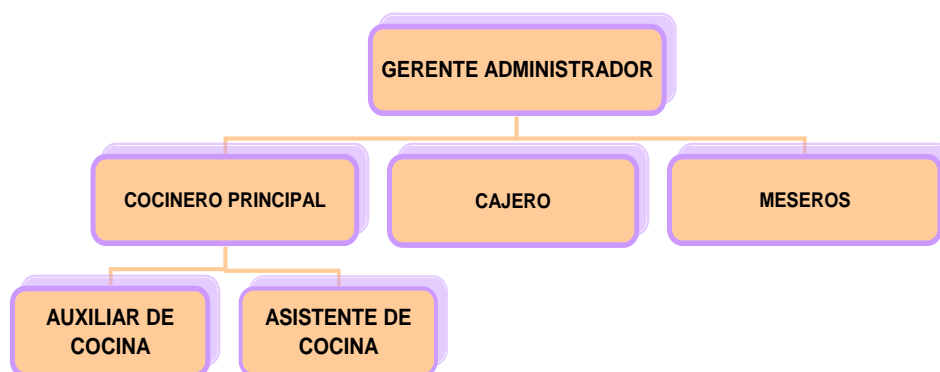 GERENTE ADMINISTRADOR
COCINERO PRINCIPAL
CAJERO
MESEROS
AUXILIAR DE
COCINA
ASISTENTE DE
COCINA